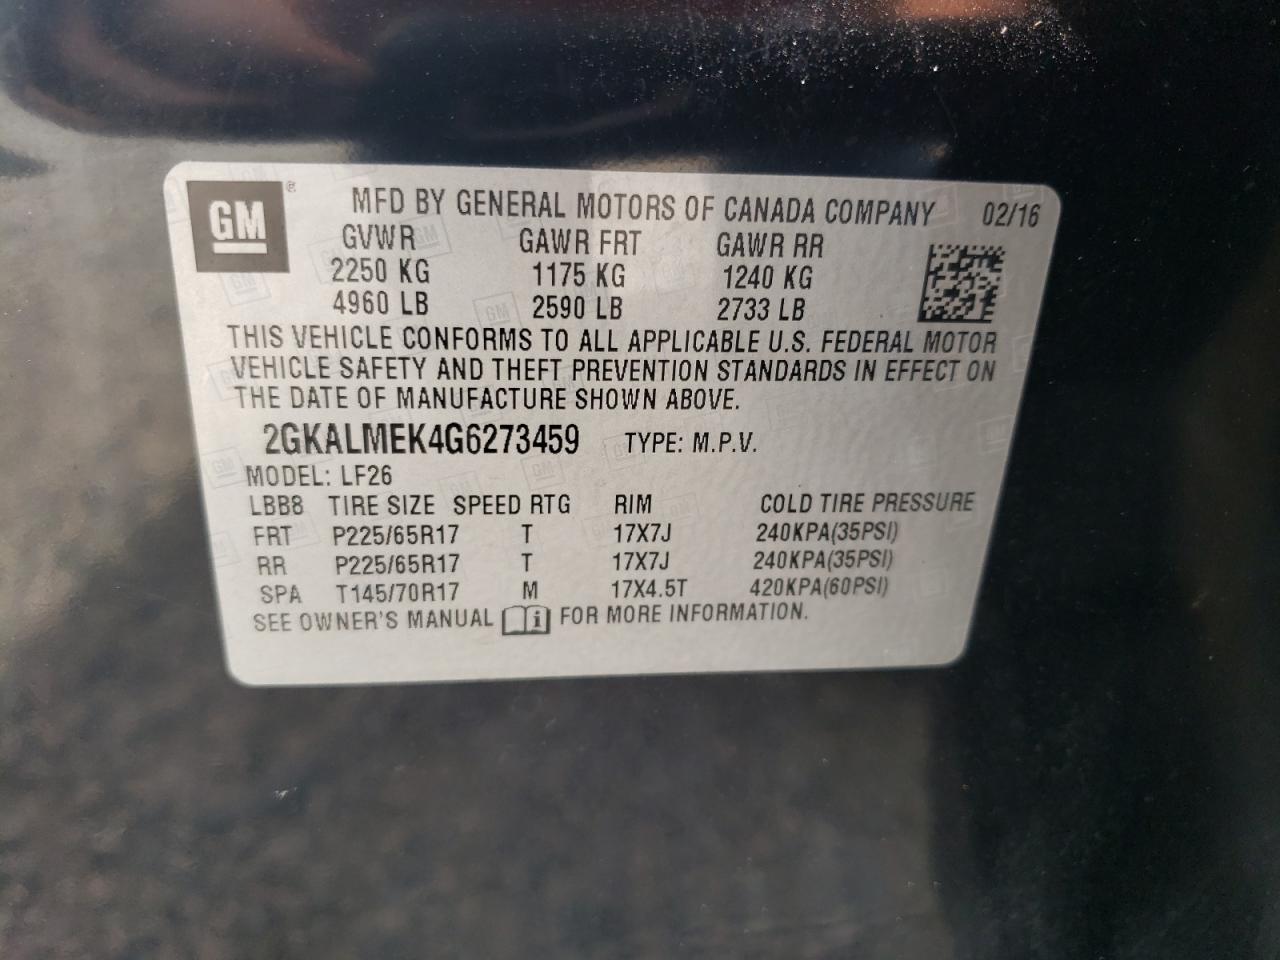 GM ® MFD BY GENERAL MOTORS OF CANADA COMPANY 02/16
GVWR GAWR FRT GAWR RR
2250 KG 1175 KG 1240 KG
4960 LB 2590 LB 2733 LB
THIS VEHICLE CONFORMS TO ALL APPLICABLE U.S. FEDERAL MOTOR
VEHICLE SAFETY AND THEFT PREVENTION STANDARDS IN EFFECT ON
THE DATE OF MANUFACTURE SHOWN ABOVE.
2GKALMEK4G6273459 TYPE: M.P.V.
MODEL: LF26
LBB8 TIRE SIZE SPEED RTG RIM COLD TIRE PRESSURE
FRT P225/65R17 T 17X7J 240KPA(35PSI)
RR P225/65R17 T 17X7J 240KPA(35PSI)
SPA T145/70R17 M 17X4.5T 420KPA(60PSI)
SEE OWNER'S MANUAL i FOR MORE INFORMATION.